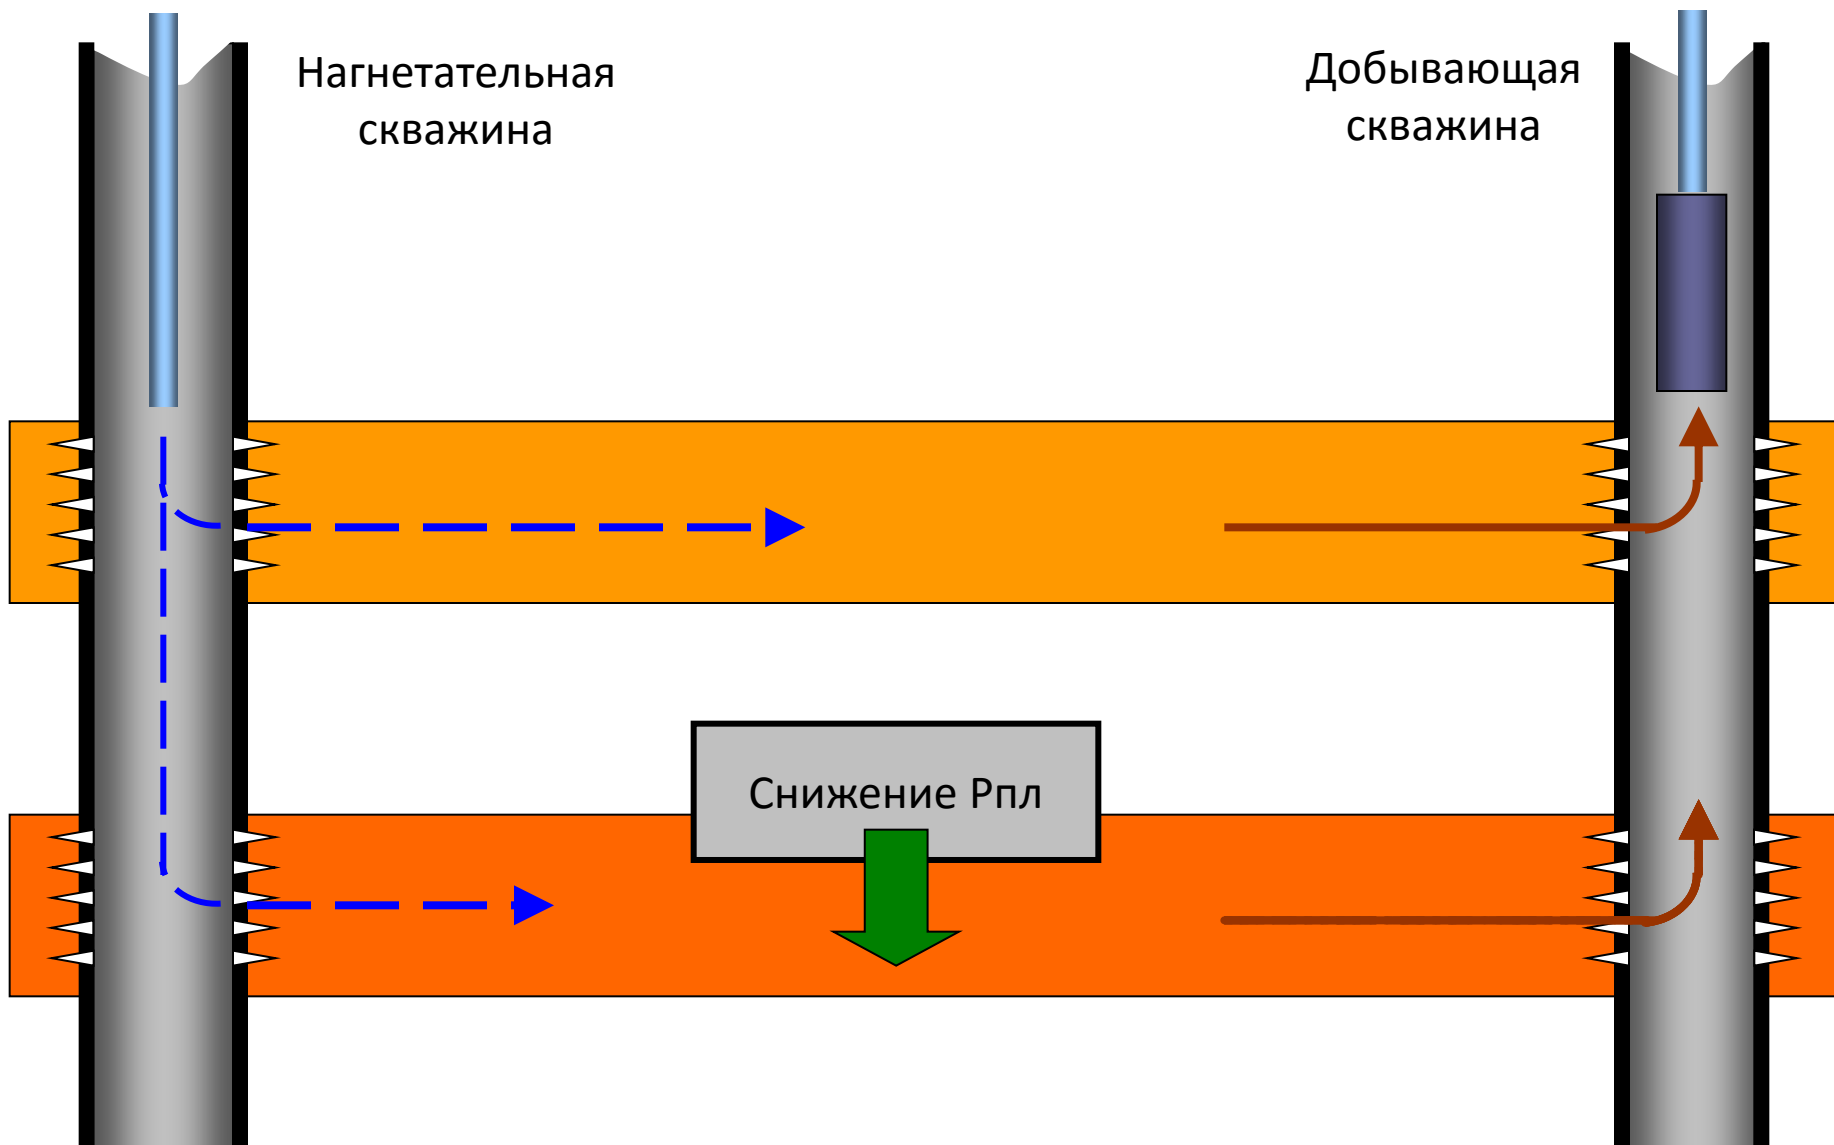 Нагнетательная
скважина
Добывающая
скважина
Снижение Рпл